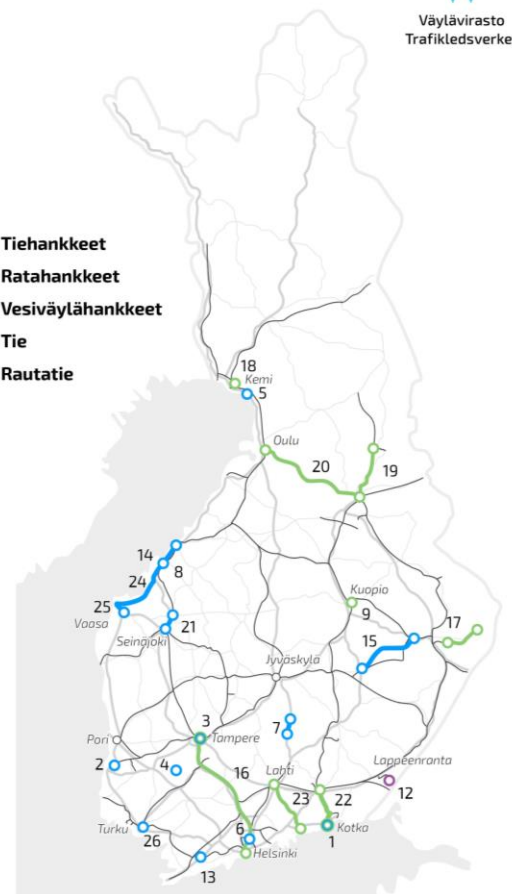 Väylävirasto
Trafikledsverke
Tiehankkeet
Ratahankkeet
Vesiväylähankkeet
Tie
Rautatie
18
Kemi
5
Oulu
20
19
14
8
24
25
Vaasa
21
Seinäjoki
Kuopio
9
15
17
Jyväskylä
3
Tampere
7
Pori
2
4
16
Lahti
Lappeenranta
12
23
22
Turku
26
6
Helsinki
1
Kotka
13